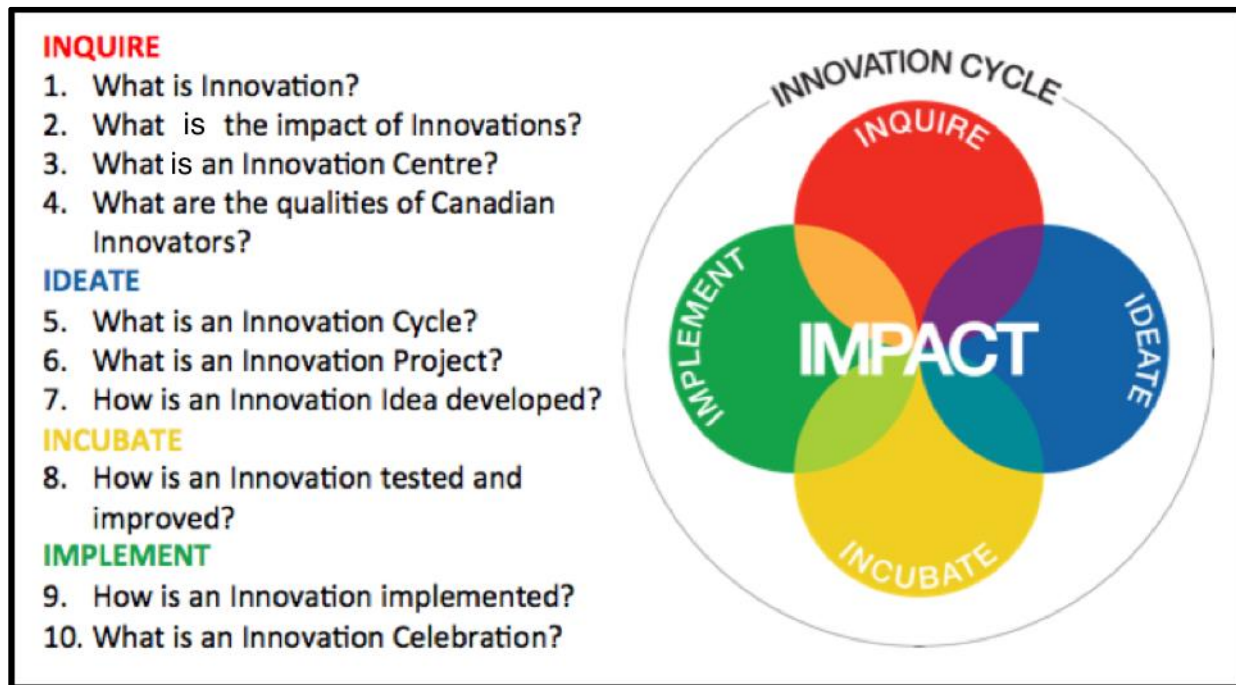 INQUIRE
1. What is Innovation?
2. What is the impact of Innovations?
3. What is an Innovation Centre?
4. What are the qualities of Canadian
Innovators?
IDEATE
5. What is an Innovation Cycle?
6. What is an Innovation Project?
7. How is an Innovation Idea developed?
INCUBATE
8. How is an Innovation tested and
improved?
IMPLEMENT
9. How is an Innovation implemented?
10. What is an Innovation Celebration?
INNOVATION CYCLE
INQUIRE
IMPLEMENT
IMPACT
IDEATE
INCUBATE